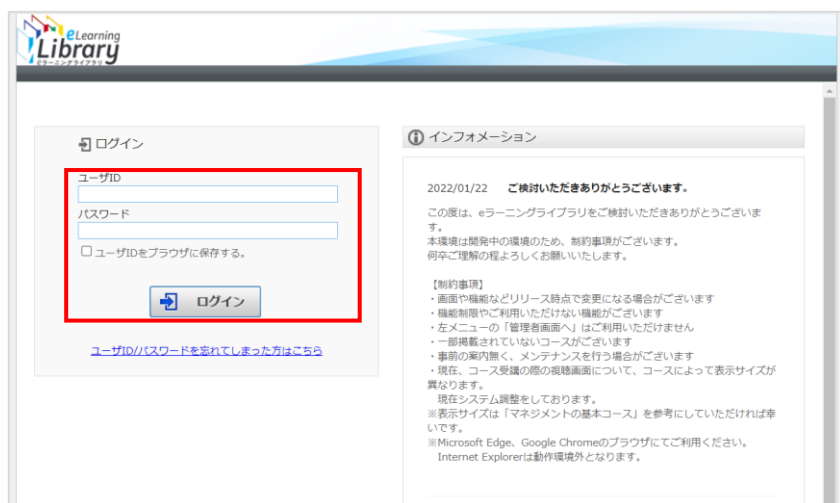 eLearning
Library
eラーニングライブラリ
ログイン
ユーザID
パスワード
ユーザIDをブラウザに保存する。
ログイン
ユーザID/パスワードを忘れてしまった方はこちら
インフォメーション
2022/01/22 ご検討いただきありがとうございます。
この度は、eラーニングライブラリをご検討いただきありがとうございま
す。
本環境は開発中の環境のため、制約事項がございます。
何卒ご理解の程よろしくお願いいたします。
【制約事項】
・画面や機能などリリース時点で変更になる場合がございます
・機能制限やご利用いただけない機能がございます
・左メニューの「管理者画面へ」はご利用いただけません
・一部掲載されていないコースがございます
・事前の案内無く、メンテナンスを行う場合がございます
・現在、コース受講の際の視聴画面について、コースによって表示サイズが
異なります。
現在システム調整をしております。
※表示サイズは「マネジメントの基本コース」を参考にしていただければ幸
いです。
※Microsoft Edge、Google Chromeのブラウザにてご利用ください。
Internet Explorerは動作環境外となります。